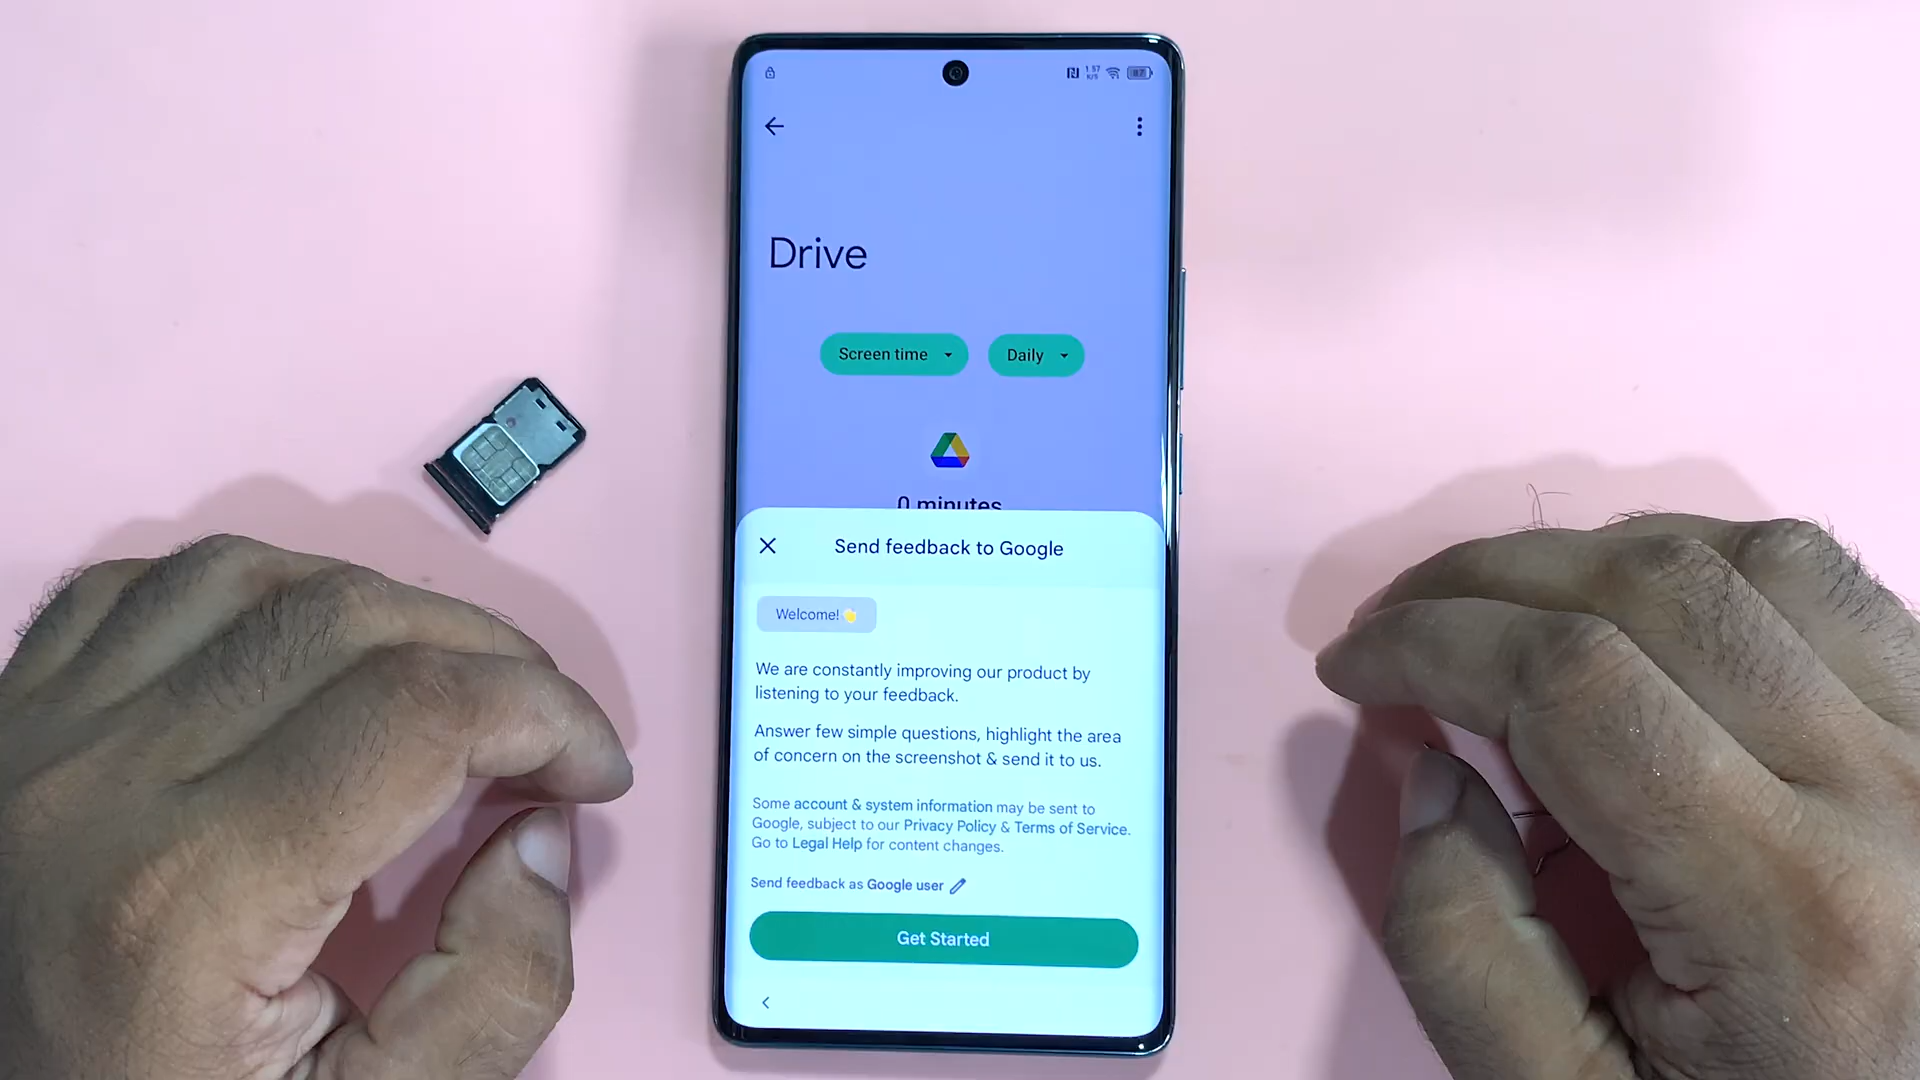 1.57
K/S
87
Drive
Screen time
Daily
0 minutes
Send feedback to Google
Welcome!👋
We are constantly improving our product by
listening to your feedback.
Answer few simple questions, highlight the area
of concern on the screenshot & send it to us.
Some account & system information may be sent to
Google, subject to our Privacy Policy & Terms of Service.
Go to Legal Help for content changes.
Send feedback as Google user
Get Started